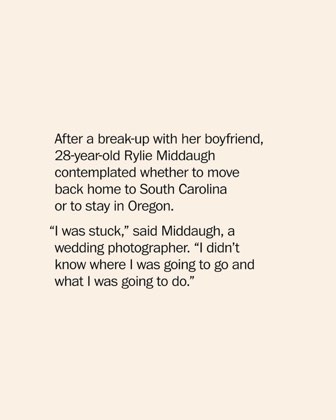 After a break-up with her boyfriend,
28-year-old Rylie Middaugh
contemplated whether to move
back home to South Carolina
or to stay in Oregon.
“I was stuck,” said Middaugh, a
wedding photographer. “I didn’t
know where I was going to go and
what I was going to do.”